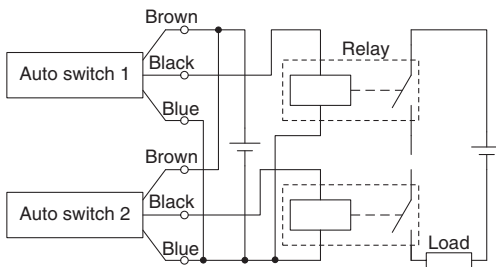 Brown
Relay
Auto switch 1
Black
Blue
Brown
Auto switch 2
Black
Blue
Load